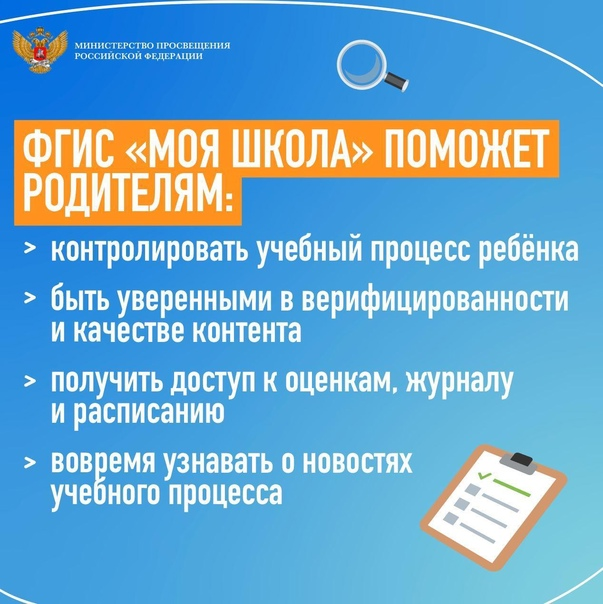 МИНИСТЕРСТВО ПРОСВЕЩЕНИЯ
РОССИЙСКОЙ ФЕДЕРАЦИИ
ФГИС «МОЯ ШКОЛА» ПОМОЖЕТ
РОДИТЕЛЯМ:
> контролировать учебный процесс ребёнка
> быть уверенными в верифицированности
и качестве контента
> получить доступ к оценкам, журналу
и расписанию
> вовремя узнавать о новостях
учебного процесса